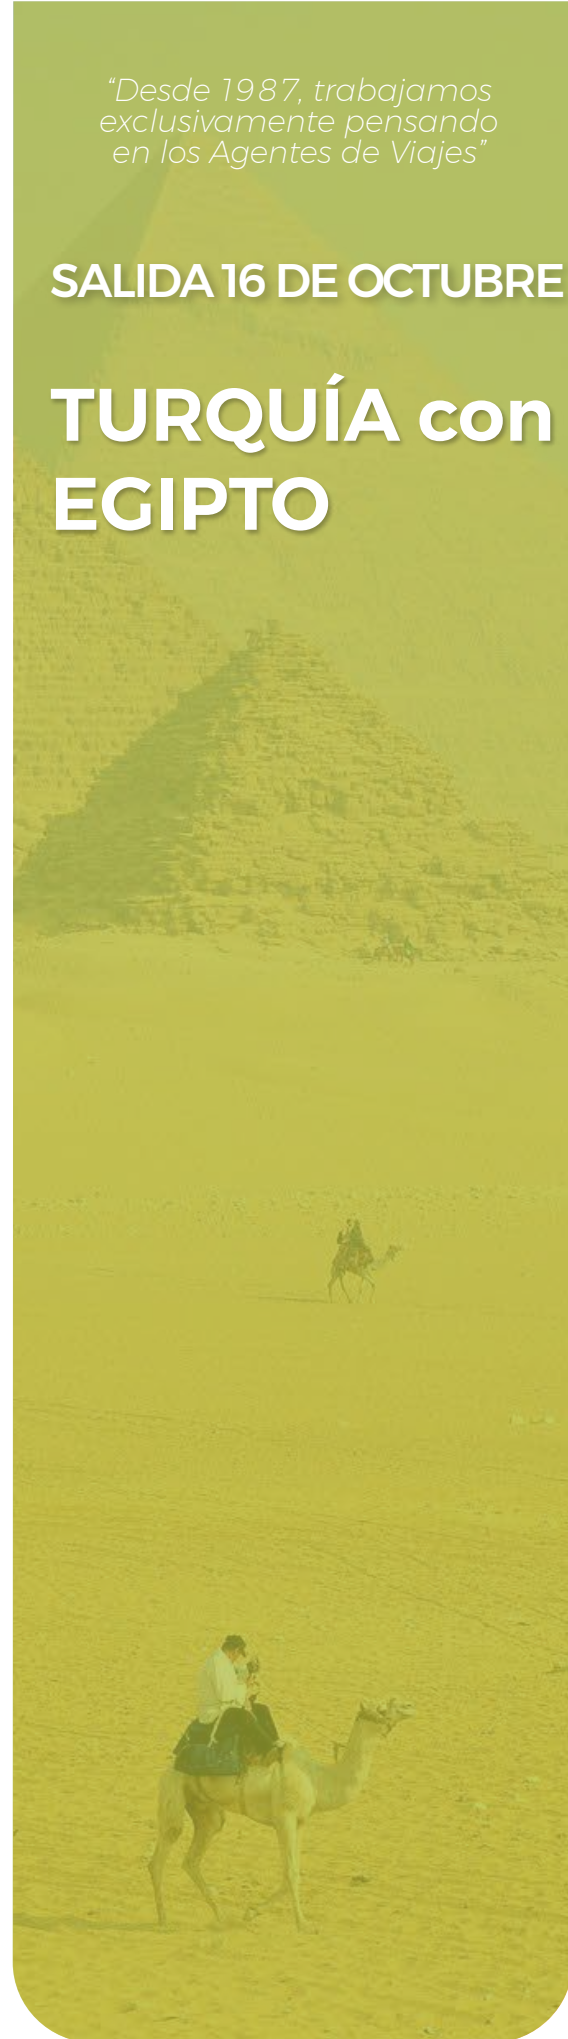 “Desde 1987, trabajamos
exclusivamente pensando
en los Agentes de Viajes”
SALIDA 16 DE OCTUBRE
TURQUÍA con
EGIPTO